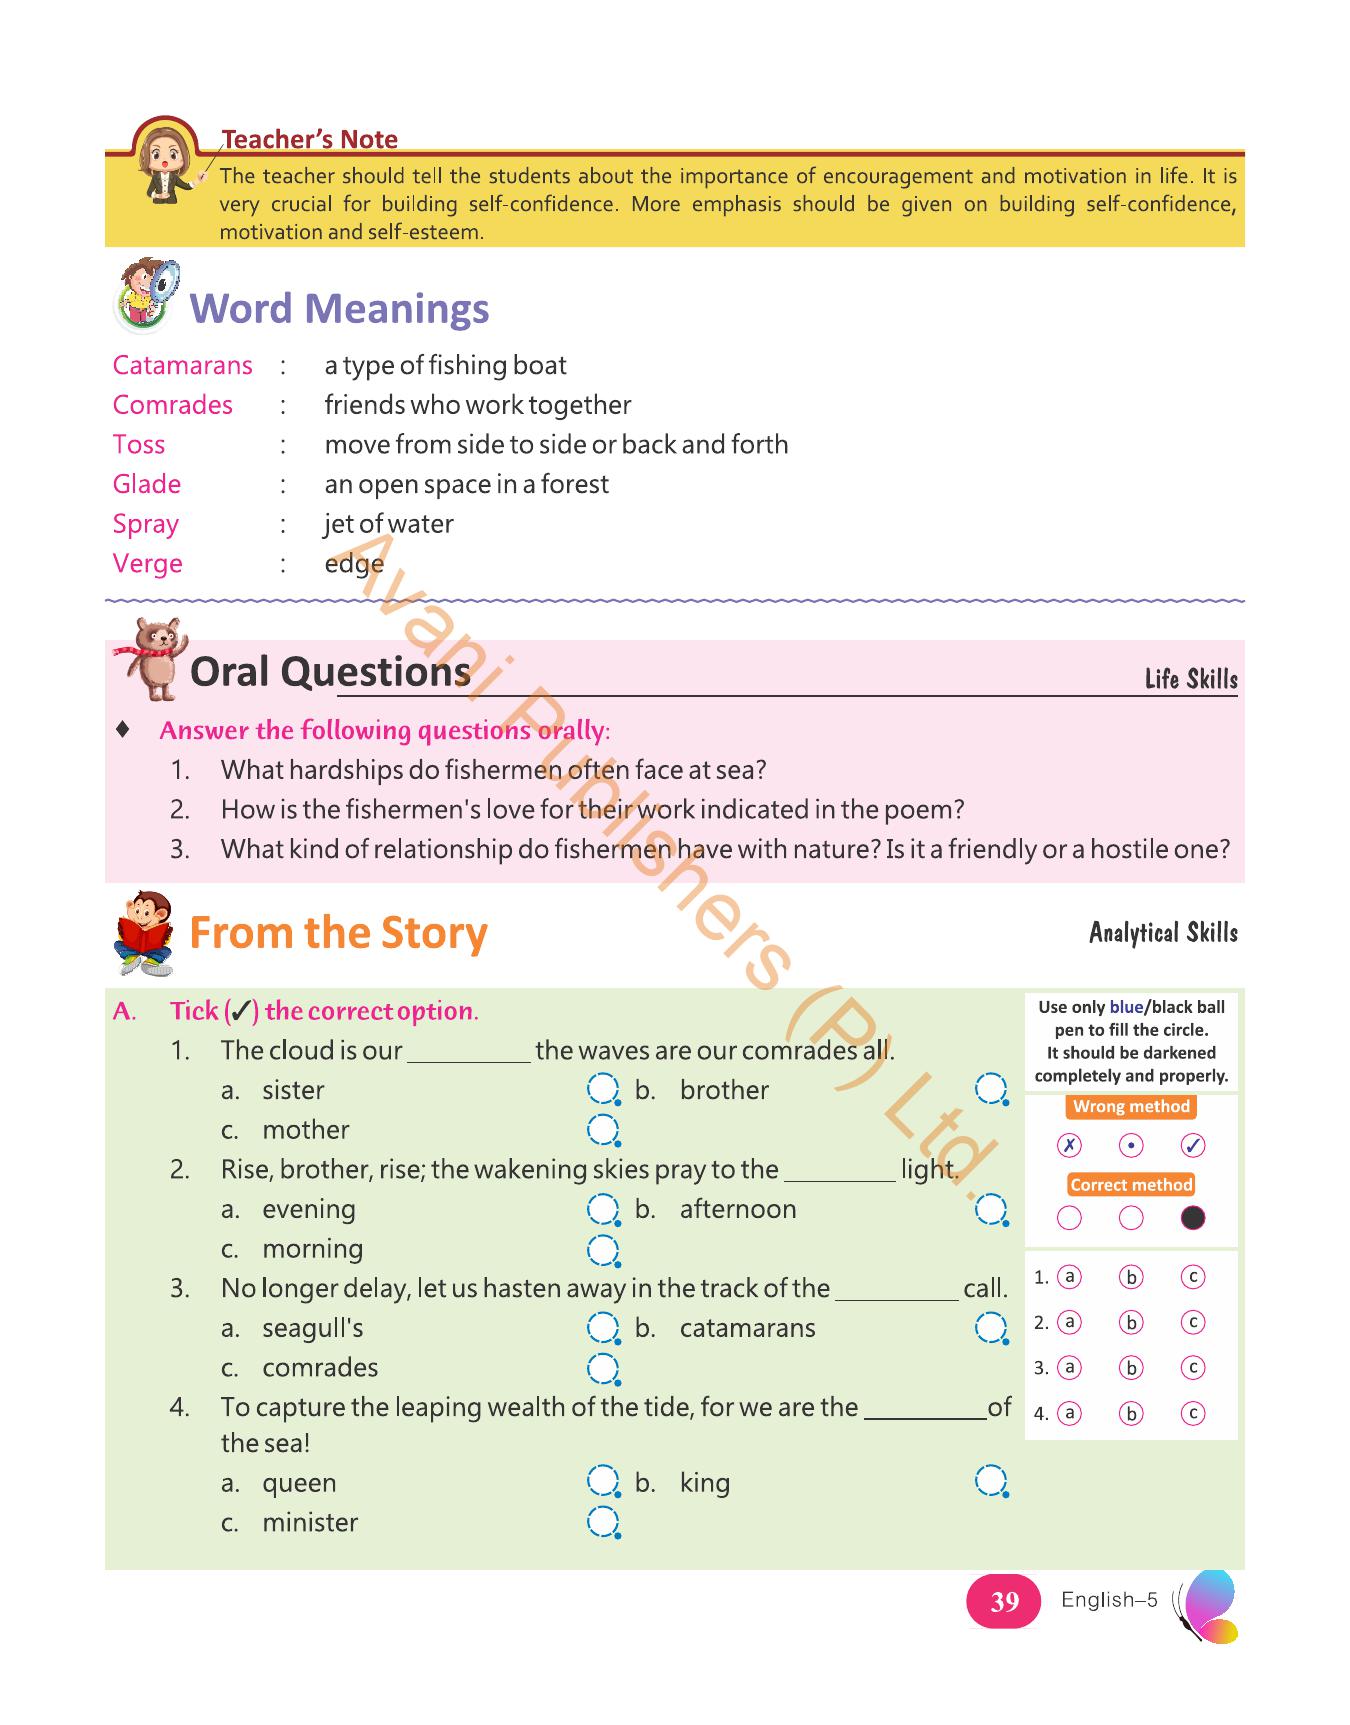 Teacher's Note
The teacher should tell the students about the importance of encouragement and motivation in life. It is
very crucial for building self-confidence. More emphasis should be given on building self-confidence,
motivation and self-esteem.
Word Meanings
Catamarans : a type of fishing boat
Comrades : friends who work together
Toss : move from side to side or back and forth
Glade : an open space in a forest
Spray : jet of water
Verge : edge
Avani Publishers (P) Ltd.
Oral Questions
Life Skills
♦ Answer the following questions orally:
1. What hardships do fishermen often face at sea?
2. How is the fishermen's love for their work indicated in the poem?
3. What kind of relationship do fishermen have with nature? Is it a friendly or a hostile one?
From the Story
Analytical Skills
A. Tick (✓) the correct option.
1. The cloud is our _________ the waves are our comrades all.
a. sister b. brother
c. mother
2. Rise, brother, rise; the wakening skies pray to the ________ light.
a. evening b. afternoon
c. morning
3. No longer delay, let us hasten away in the track of the _________ call.
a. seagull's b. catamarans
c. comrades
4. To capture the leaping wealth of the tide, for we are the _________of
the sea!
a. queen b. king
c. minister
Use only blue/black ball
pen to fill the circle.
It should be darkened
completely and properly.
Wrong method
✗ • ✓
Correct method
1. a b c
2. a b c
3. a b c
4. a b c
39 English–5